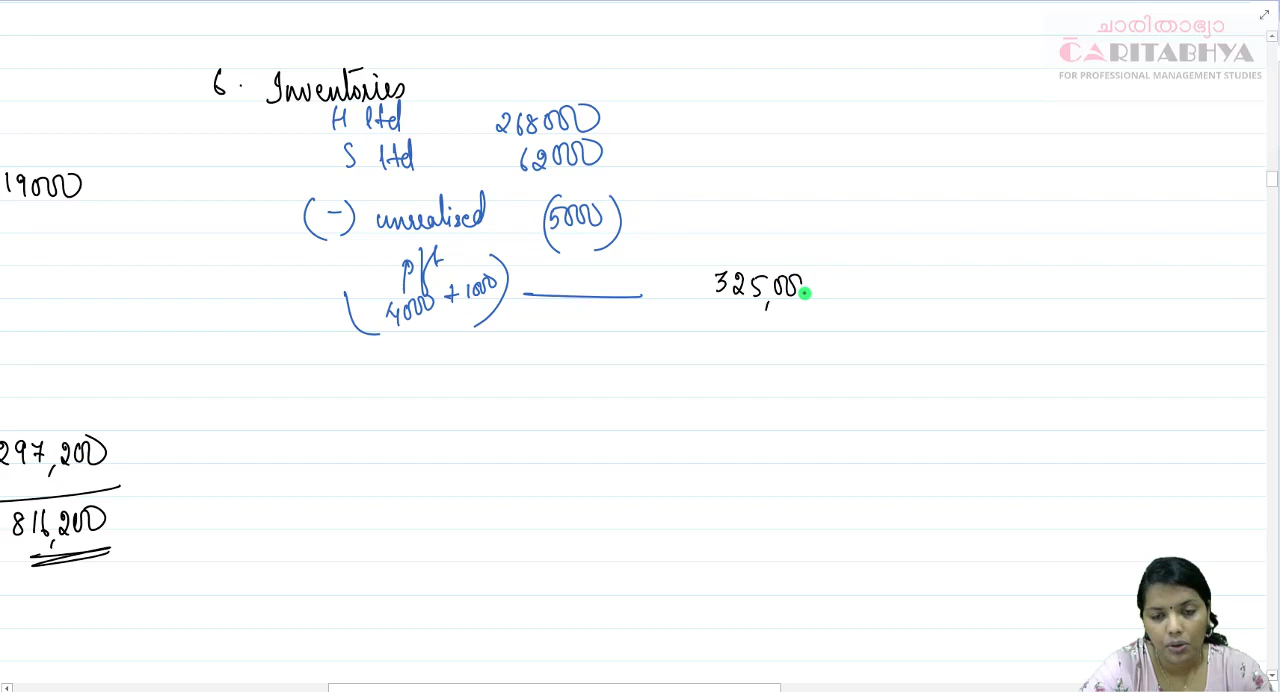 ചാരിതാഭ്യാ
CARITABHYA
FOR PROFESSIONAL MANAGEMENT STUDIES
6. Inventories
H ltd 268000
S ltd 62000
19000
(-) unrealised (5000)
pft
(4000 + 1000)
325,00
297,200
816,200